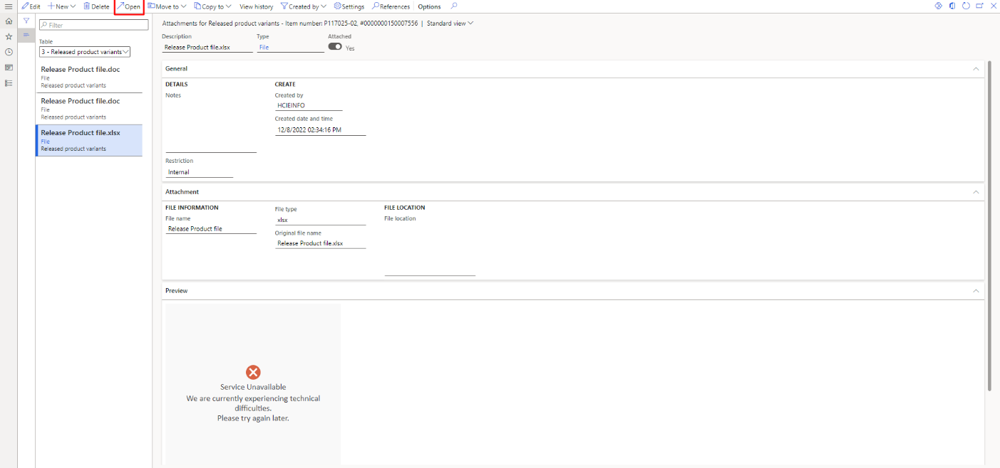 Edit New Delete Open Move to Copy to View history Created by Settings References Options
Filter
Table
3 - Released product variants
Release Product file.doc
File
Released product variants
Release Product file.doc
File
Released product variants
Release Product file.xlsx
File
Released product variants
Attachments for Released product variants - Item number: P117025-02, #0000000150007556 | Standard view
Description Type Attached
Release Product file.xlsx File Yes
General
DETAILS CREATE
Notes Created by
HCIEINFO
Created date and time
12/8/2022 02:34:16 PM
Restriction
Internal
Attachment
FILE INFORMATION File type FILE LOCATION
File name xlsx File location
Release Product file Original file name
Release Product file.xlsx
Preview
Service Unavailable
We are currently experiencing technical
difficulties.
Please try again later.